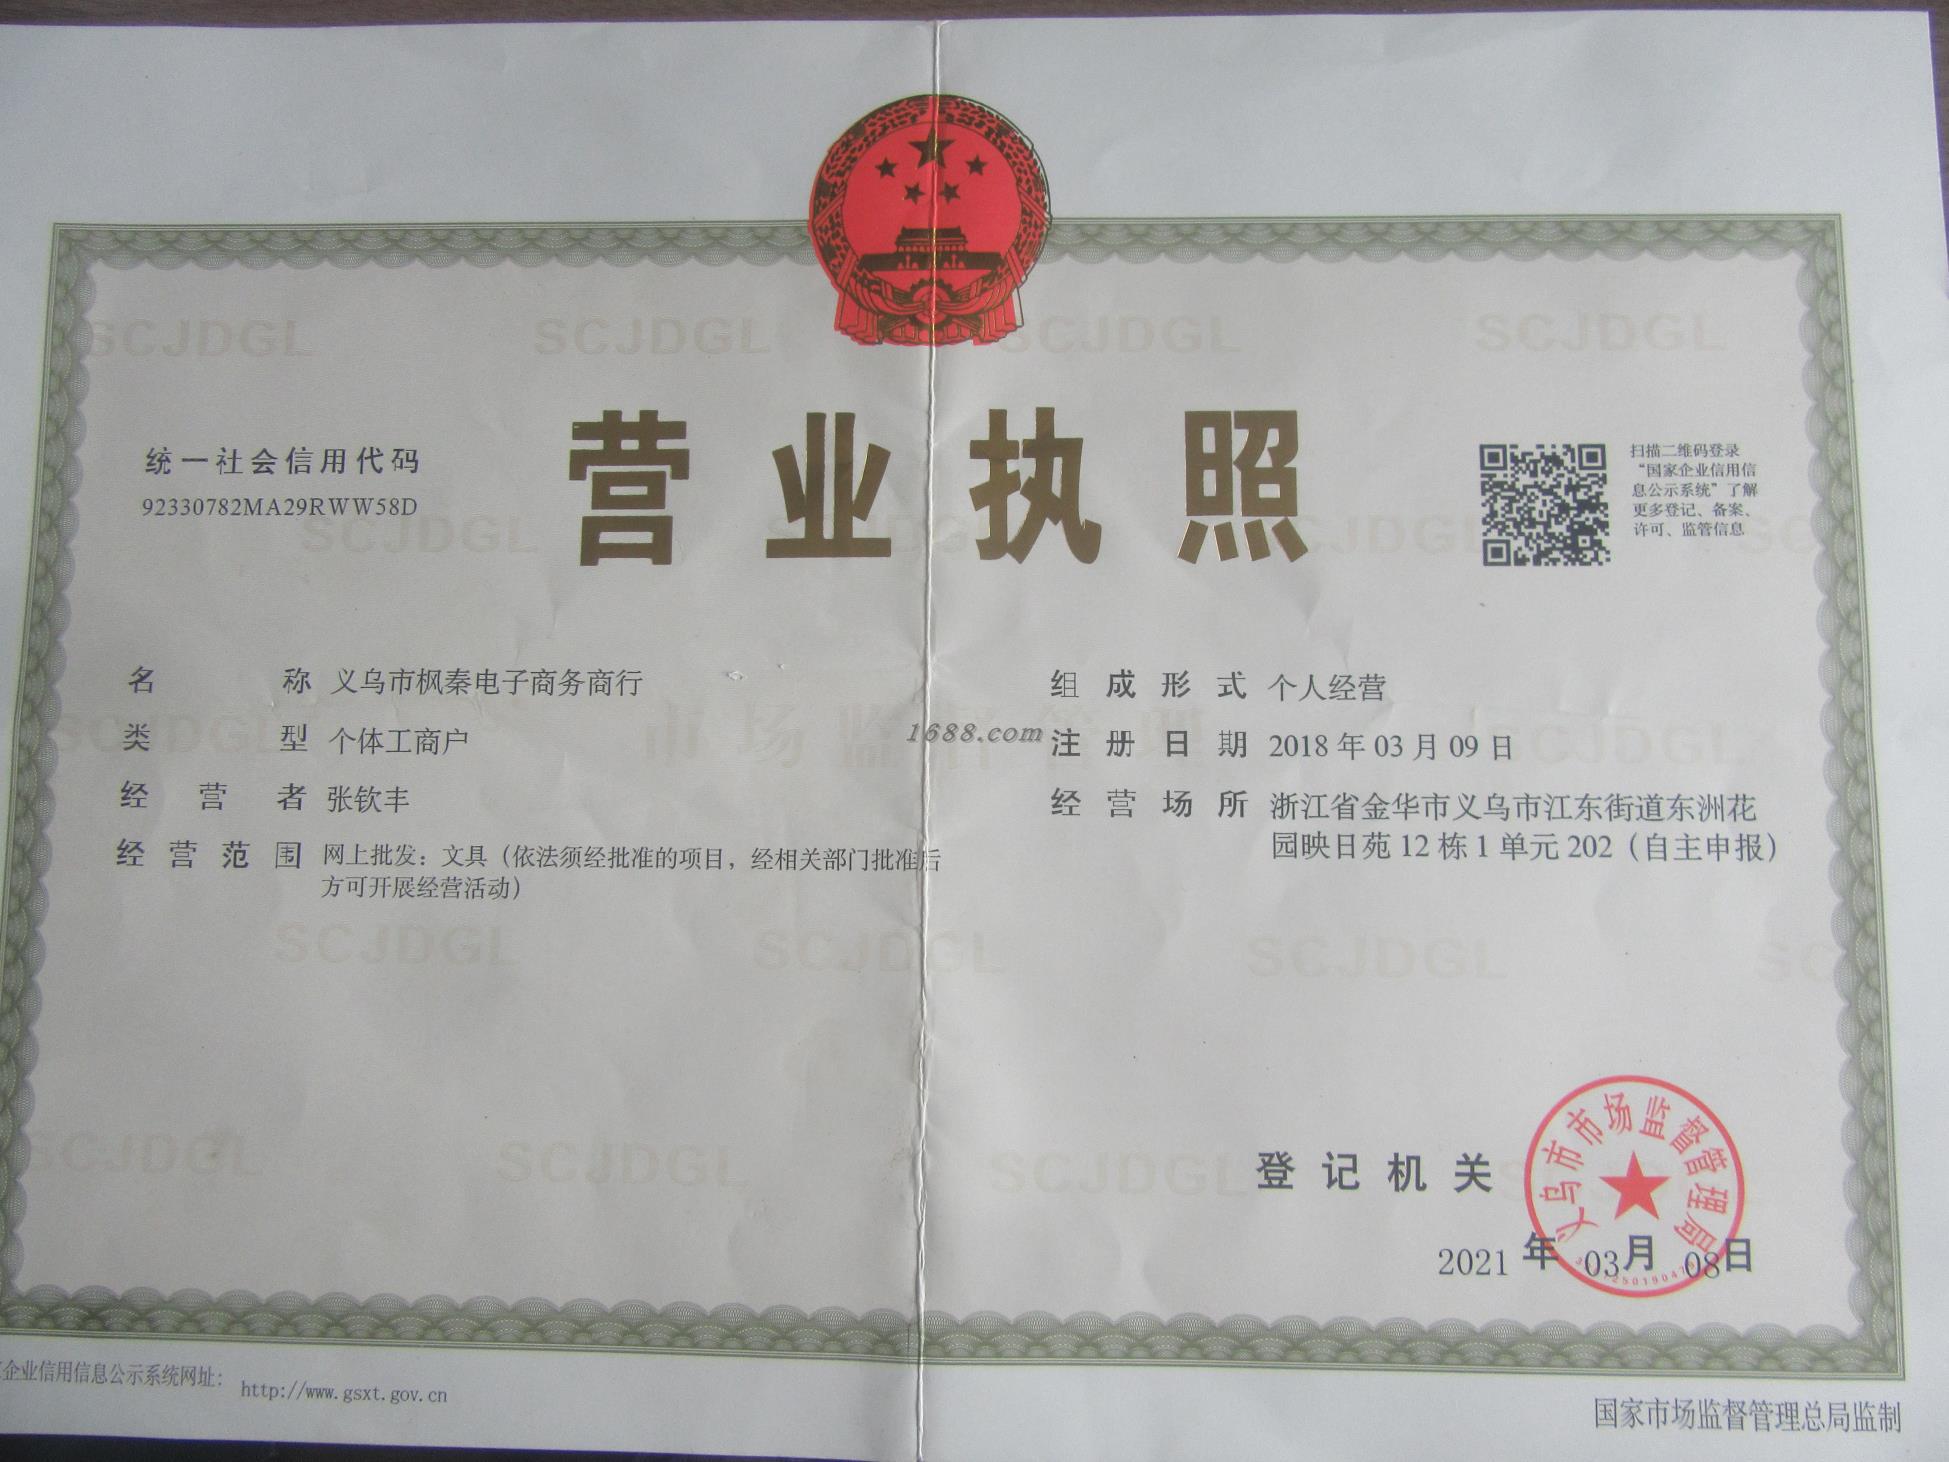 营业执照
统一社会信用代码
92330782MA29RWW58D
扫描二维码登录
“国家企业信用信
息公示系统”了解
更多登记、备案、
许可、监管信息
名称 义乌市枫秦电子商务商行
类型 个体工商户
经营者 张钦丰
经营范围 网上批发：文具（依法须经批准的项目，经相关部门批准后
方可开展经营活动）
组成形式 个人经营
注册日期 2018年03月09日
经营场所 浙江省金华市义乌市江东街道东洲花
园映日苑12栋1单元202（自主申报）
1688.com
市场监督管理
SCJDGL
登记机关
义乌市市场监督管理局
2021年03月08日
企业信用信息公示系统网址：
http://www.gsxt.gov.cn
国家市场监督管理总局监制